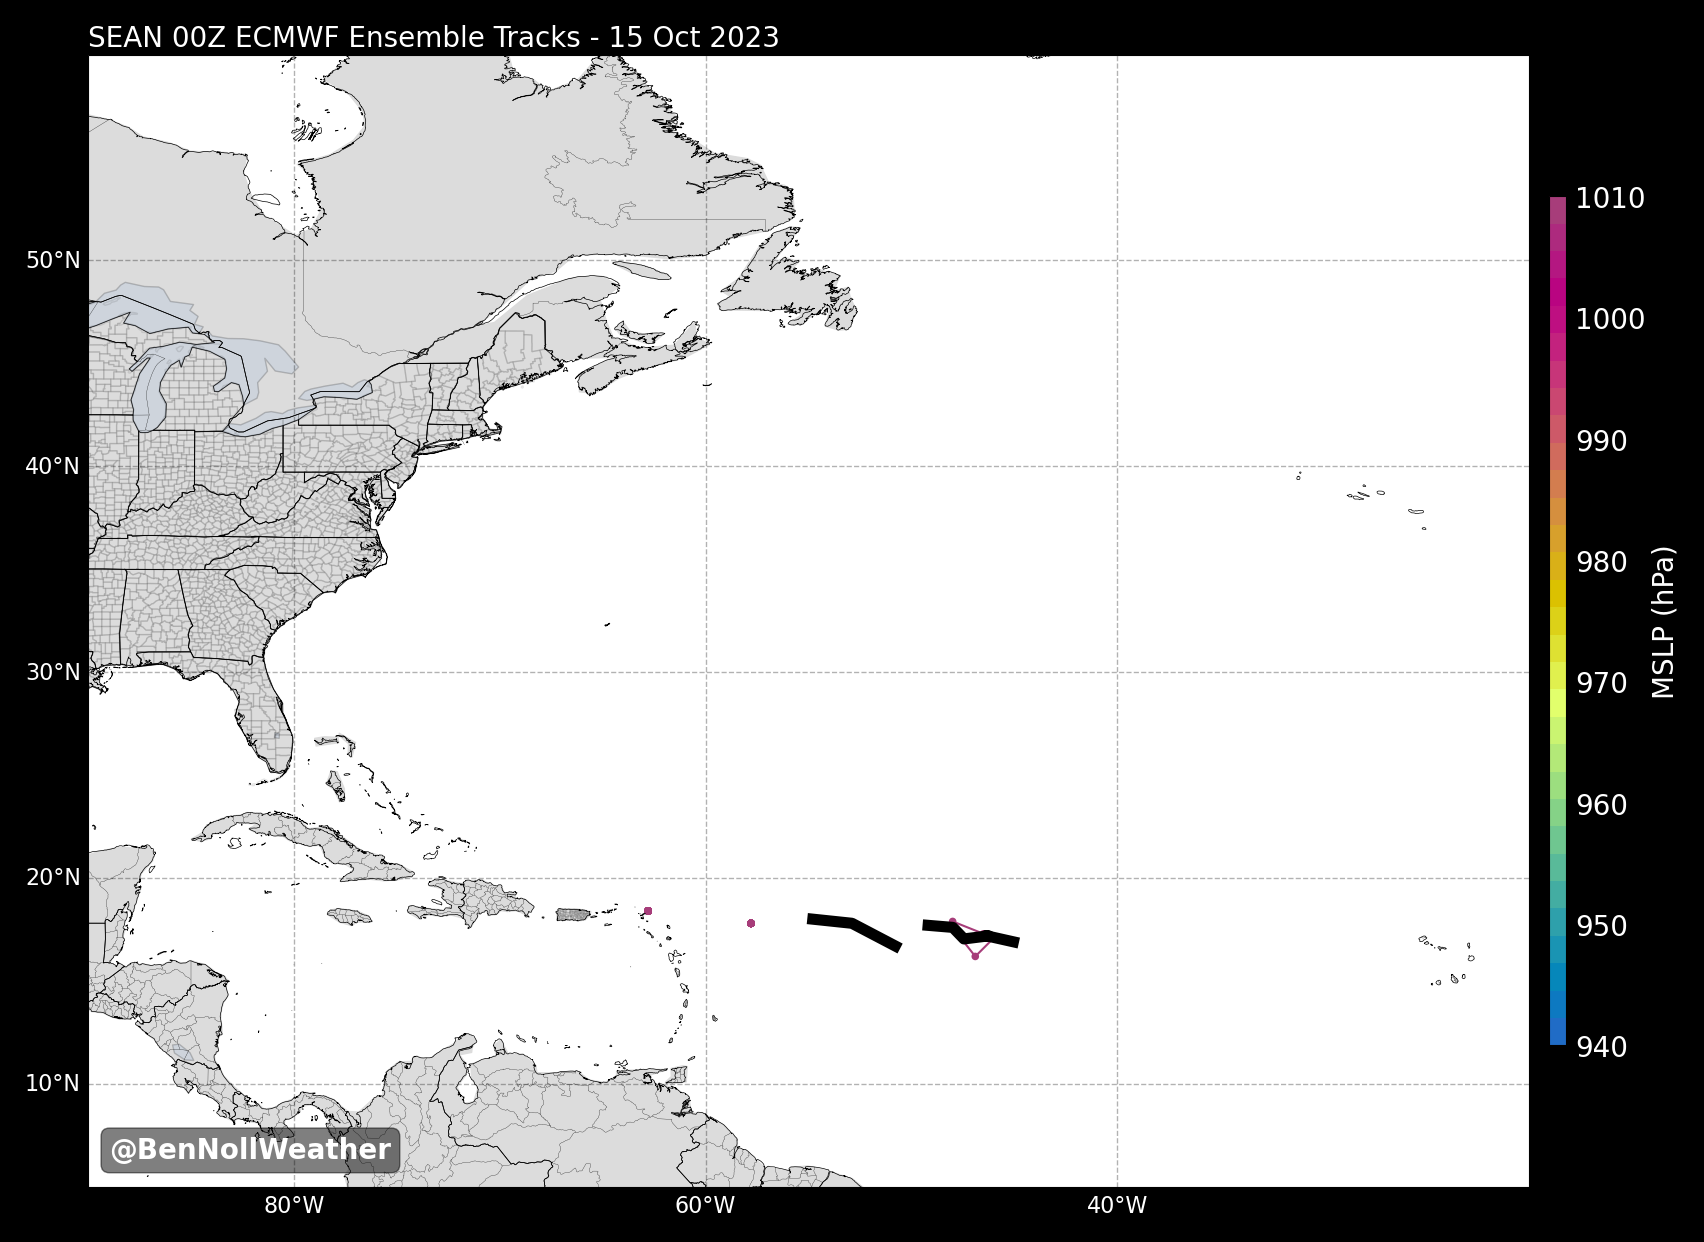 SEAN 00Z ECMWF Ensemble Tracks - 15 Oct 2023
50°N
40°N
30°N
20°N
10°N
80°W
60°W
40°W
1010
1000
990
980
970
960
950
940
MSLP (hPa)
@BenNollWeather